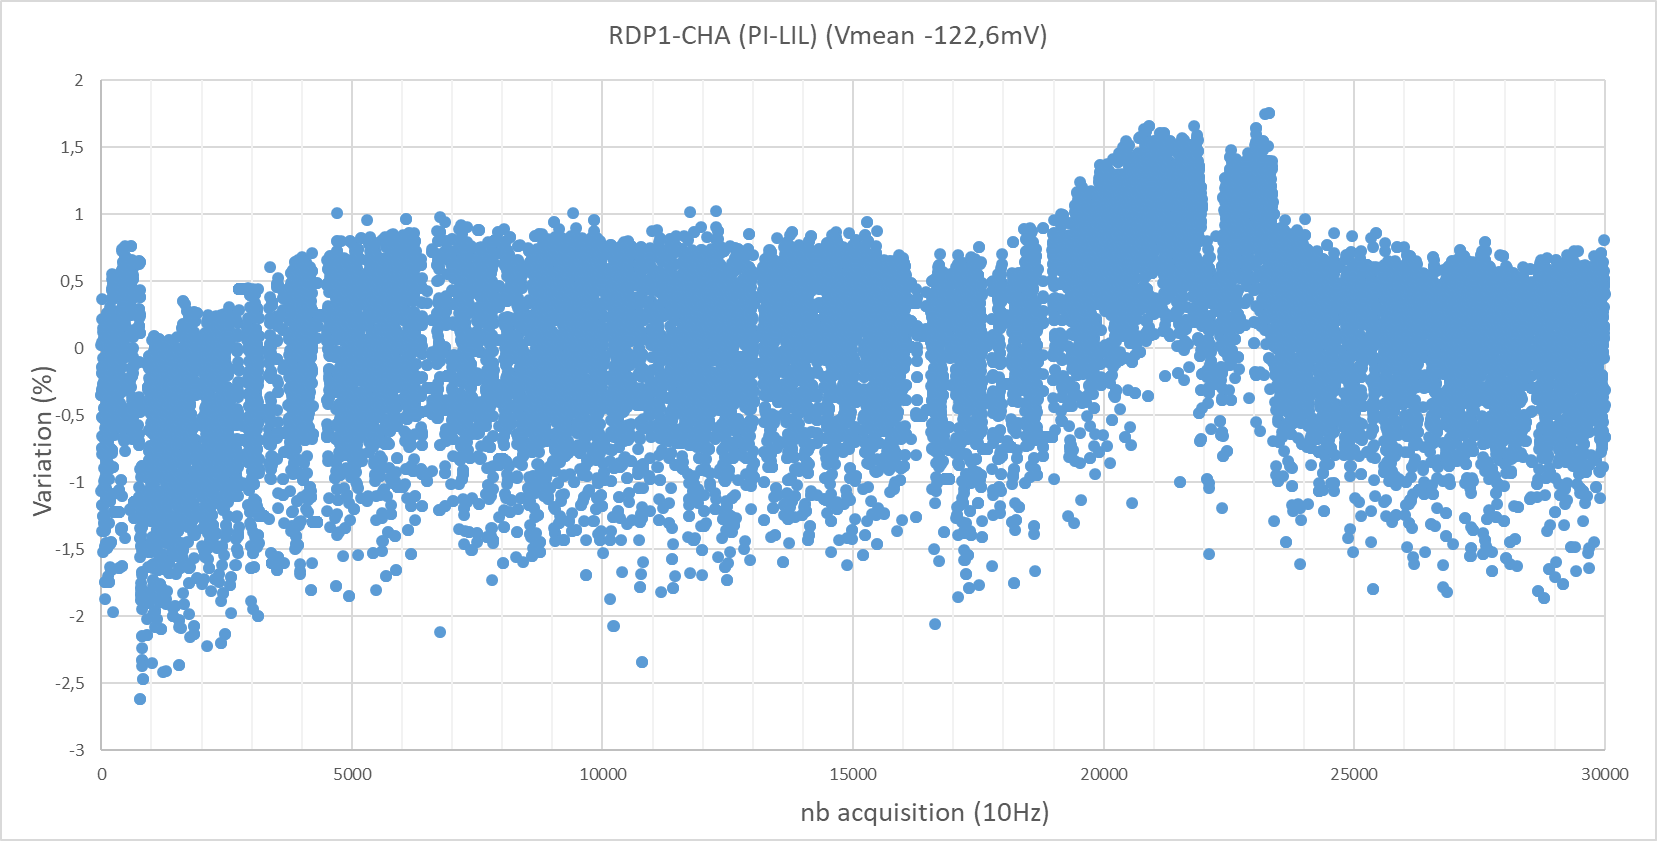 RDP1-CHA (PI-LIL) (Vmean -122,6mV)
2
1,5
1
0,5
0
-0,5
-1
-1,5
-2
-2,5
-3
Variation (%)
0 5000 10000 15000 20000 25000 30000
nb acquisition (10Hz)